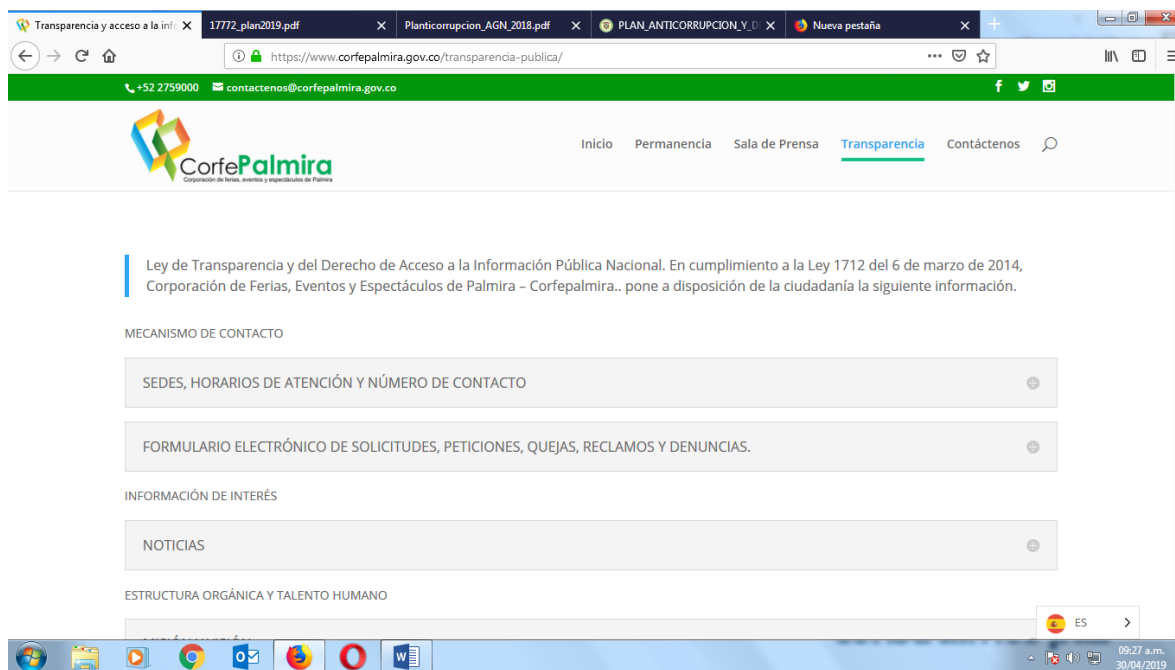 Transparencia y acceso a la info
17772_plan2019.pdf
Planticorrupcion_AGN_2018.pdf
PLAN_ANTICORRUPCION_Y_D
Nueva pestaña
https://www.corfepalmira.gov.co/transparencia-publica/
+52 2759000 contactenos@corfepalmira.gov.co
CorfePalmira
Corporación de ferias, eventos y espectáculos de Palmira
Inicio Permanencia Sala de Prensa Transparencia Contáctenos
Ley de Transparencia y del Derecho de Acceso a la Información Pública Nacional. En cumplimiento a la Ley 1712 del 6 de marzo de 2014,
Corporación de Ferias, Eventos y Espectáculos de Palmira – Corfepalmira.. pone a disposición de la ciudadanía la siguiente información.
MECANISMO DE CONTACTO
SEDES, HORARIOS DE ATENCIÓN Y NÚMERO DE CONTACTO
FORMULARIO ELECTRÓNICO DE SOLICITUDES, PETICIONES, QUEJAS, RECLAMOS Y DENUNCIAS.
INFORMACIÓN DE INTERÉS
NOTICIAS
ESTRUCTURA ORGÁNICA Y TALENTO HUMANO
ES
09:27 a.m.
30/04/2019